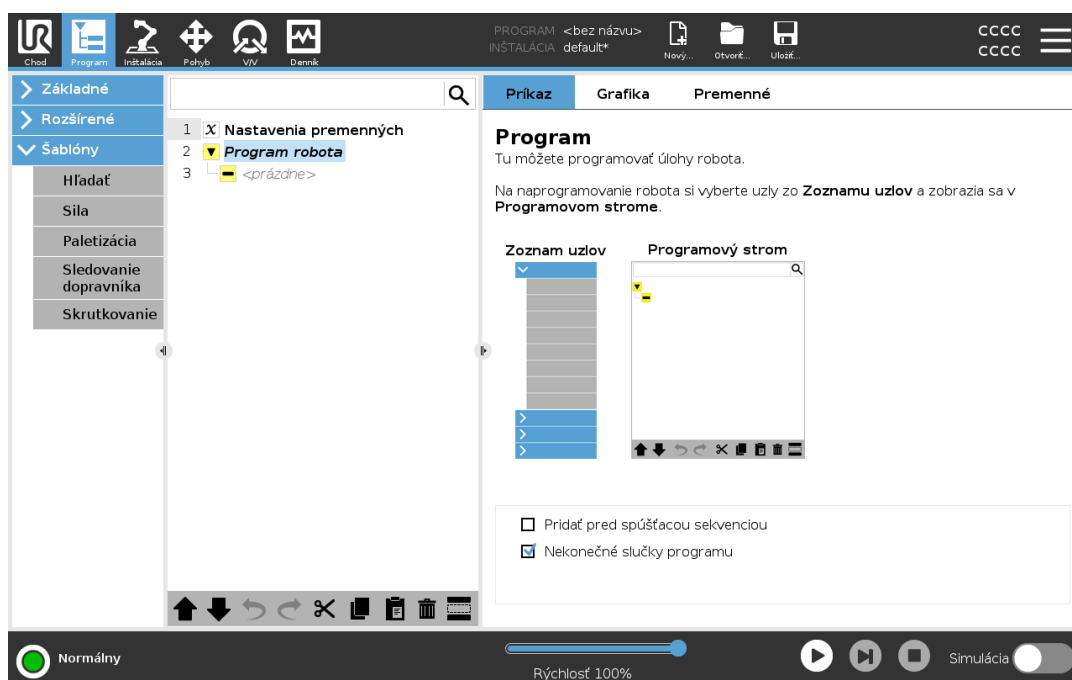 UR
Chod
Program
Inštalácia
Pohyb
V/V
Denník
PROGRAM <bez názvu>
INŠTALÁCIA default*
Nový...
Otvoriť...
Uložiť...
CCCC
CCCC
Základné
Rozšírené
Šablóny
Hľadať
Sila
Paletizácia
Sledovanie
dopravníka
Skrutkovanie
1 X Nastavenia premenných
2 Program robota
3 <prázdne>
Príkaz
Grafika
Premenné
Program
Tu môžete programovať úlohy robota.
Na naprogramovanie robota si vyberte uzly zo Zoznamu uzlov a zobrazia sa v
Programovom strome.
Zoznam uzlov
Programový strom
Pridať pred spúšťacou sekvenciou
Nekonečné slučky programu
Normálny
Rýchlosť 100%
Simulácia